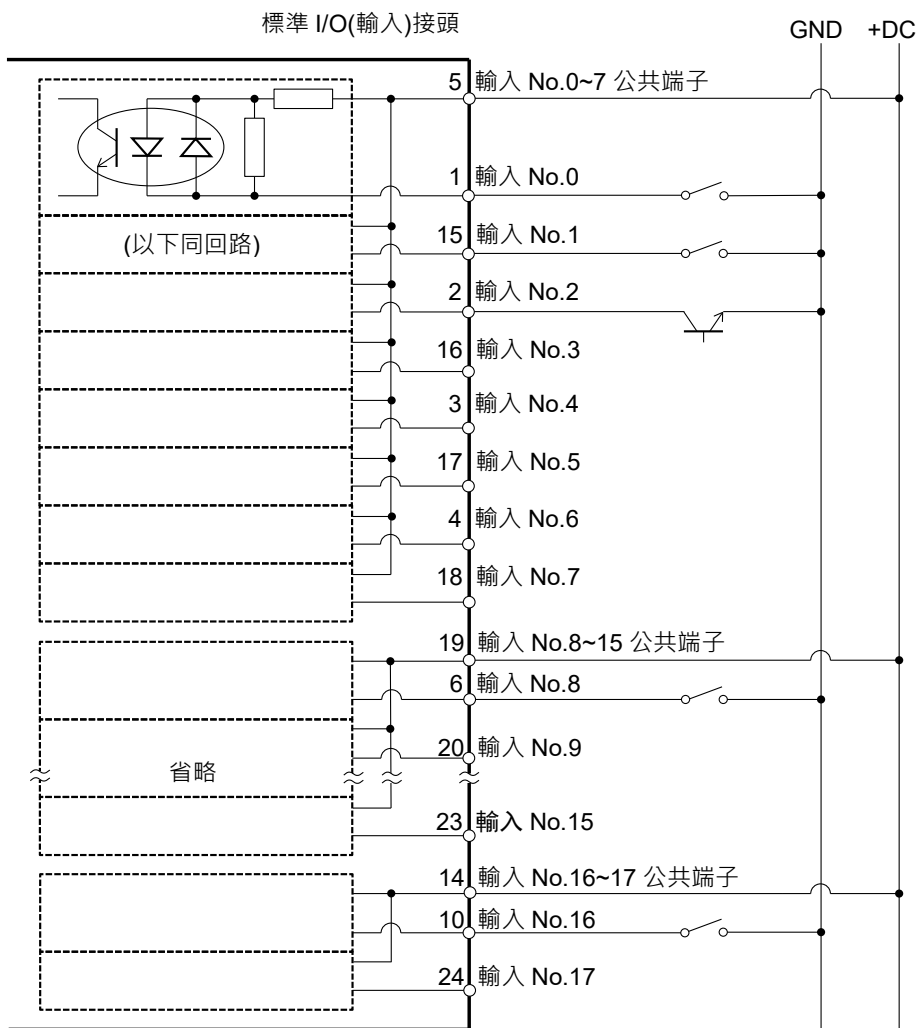 標準 I/O(輸入)接頭
GND +DC
5 輸入 No.0~7 公共端子
1 輸入 No.0
(以下同回路)
15 輸入 No.1
2 輸入 No.2
16 輸入 No.3
3 輸入 No.4
17 輸入 No.5
4 輸入 No.6
18 輸入 No.7
19 輸入 No.8~15 公共端子
6 輸入 No.8
20 輸入 No.9
省略
23 輸入 No.15
14 輸入 No.16~17 公共端子
10 輸入 No.16
24 輸入 No.17